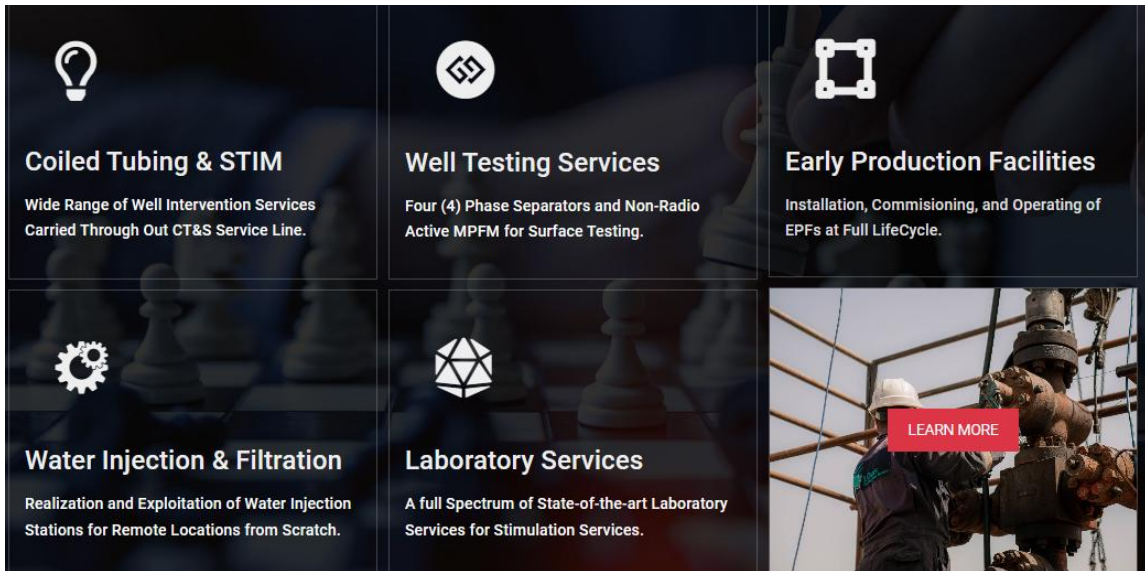 Coiled Tubing & STIM
Wide Range of Well Intervention Services
Carried Through Out CT&S Service Line.
Well Testing Services
Four (4) Phase Separators and Non-Radio
Active MPFM for Surface Testing.
Early Production Facilities
Installation, Commisioning, and Operating of
EPFs at Full LifeCycle.
Water Injection & Filtration
Realization and Exploitation of Water Injection
Stations for Remote Locations from Scratch.
Laboratory Services
A full Spectrum of State-of-the-art Laboratory
Services for Stimulation Services.
LEARN MORE